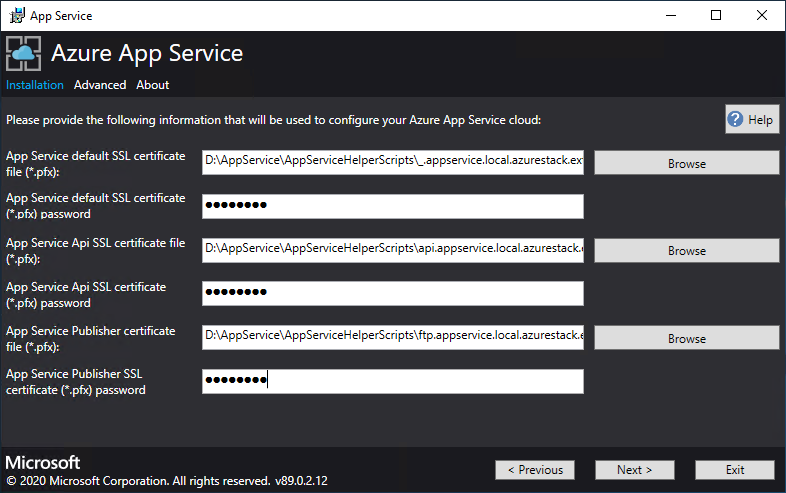 App Service
Azure App Service
Installation Advanced About
Please provide the following information that will be used to configure your Azure App Service cloud:
Help
App Service default SSL certificate
file (*.pfx):
D:\AppService\AppServiceHelperScripts\_.appservice.local.azurestack.ext
Browse
App Service default SSL certificate
(*.pfx) password
●●●●●●●●
App Service Api SSL certificate file
(*.pfx):
D:\AppService\AppServiceHelperScripts\api.appservice.local.azurestack.e
Browse
App Service Api SSL certificate
(*.pfx) password
●●●●●●●●
App Service Publisher certificate
file (*.pfx):
D:\AppService\AppServiceHelperScripts\ftp.appservice.local.azurestack.e
Browse
App Service Publisher SSL
certificate (*.pfx) password
●●●●●●●●
Microsoft
© 2020 Microsoft Corporation. All rights reserved. v89.0.2.12
< Previous
Next >
Exit